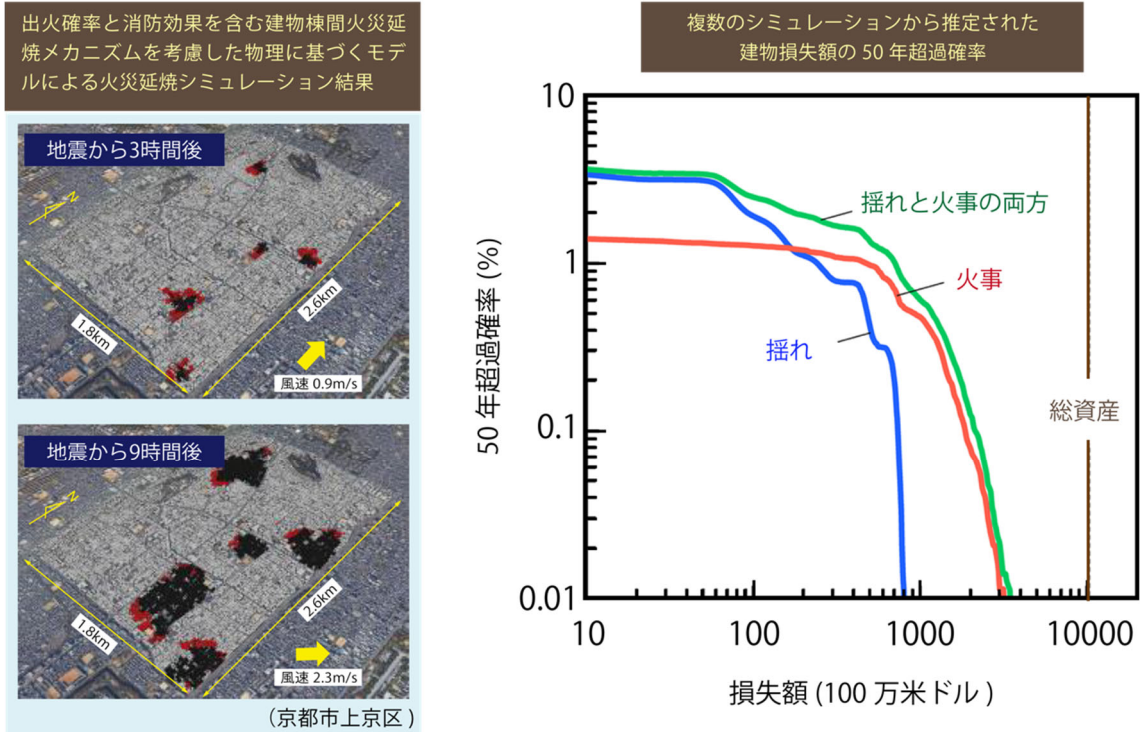 出火確率と消防効果を含む建物棟間火災延
焼メカニズムを考慮した物理に基づくモデ
ルによる火災延焼シミュレーション結果
地震から3時間後
N
1.8km
2.6km
風速 0.9m/s
地震から9時間後
N
1.8km
2.6km
風速 2.3m/s
（京都市上京区 )
複数のシミュレーションから推定された
建物損失額の 50 年超過確率
50 年超過確率 (%)
10
1
0.1
0.01
揺れと火事の両方
火事
揺れ
総資産
10
100
1000
10000
損失額 (100 万米ドル )